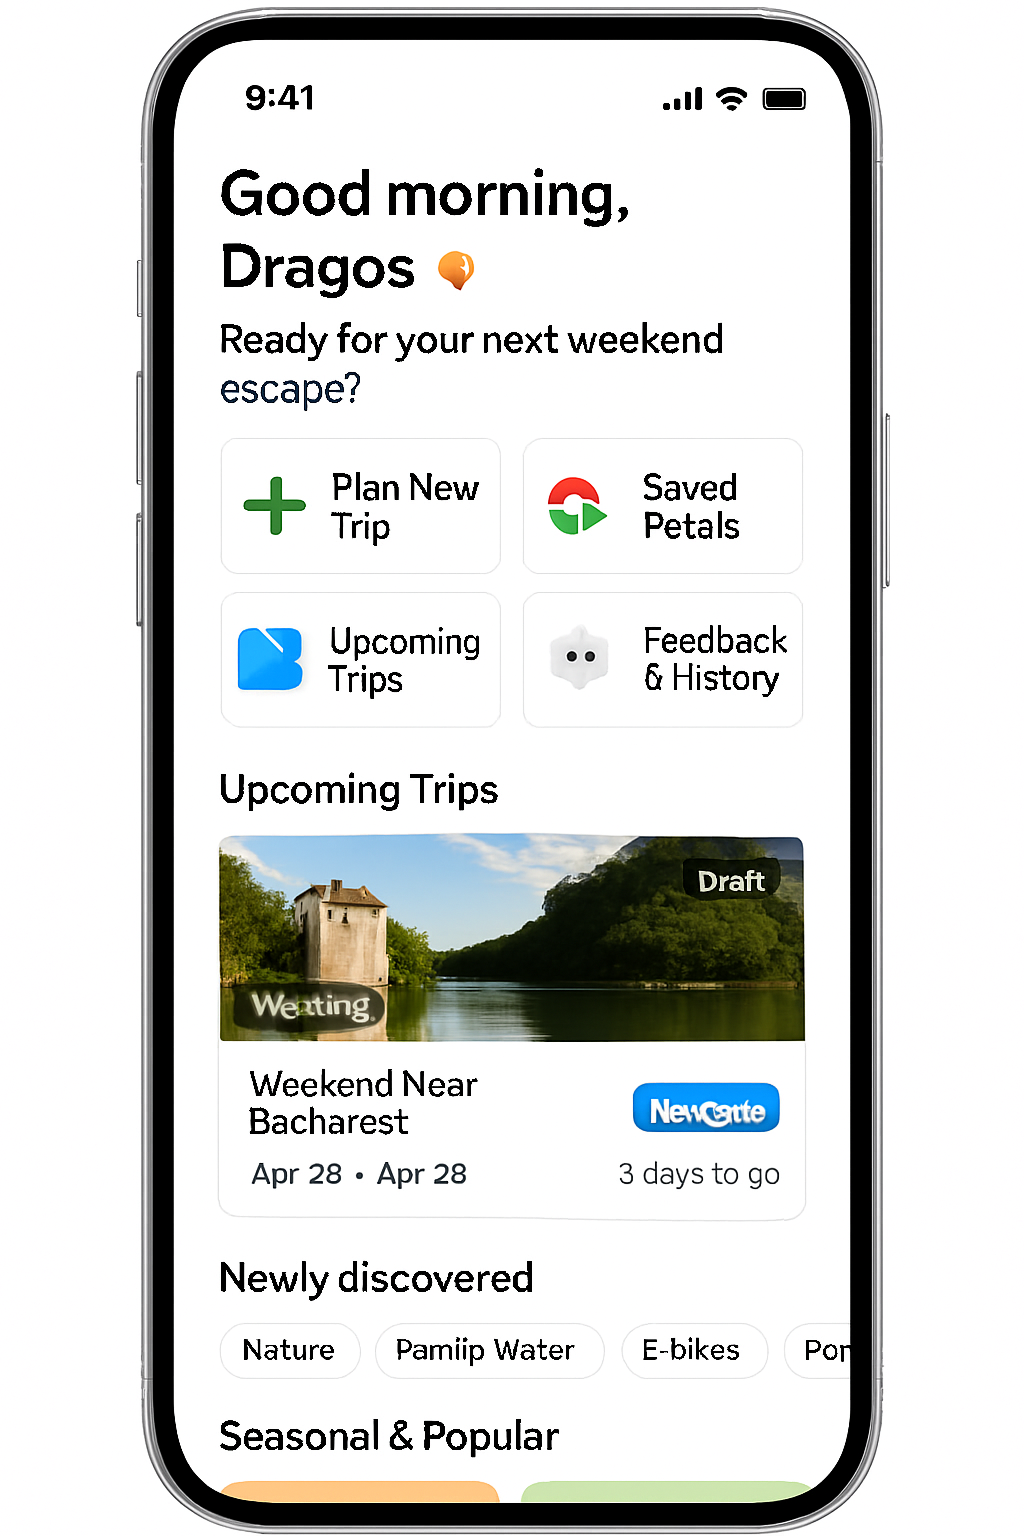 9:41
Good morning,
Dragos
Ready for your next weekend
escape?
Plan New
Trip
Saved
Petals
Upcoming
Trips
Feedback
& History
Upcoming Trips
Draft
Weekend Near
Bacharest
Apr 28 • Apr 28
3 days to go
Newly discovered
Nature
Pamiip Water
E-bikes
Por
Seasonal & Popular